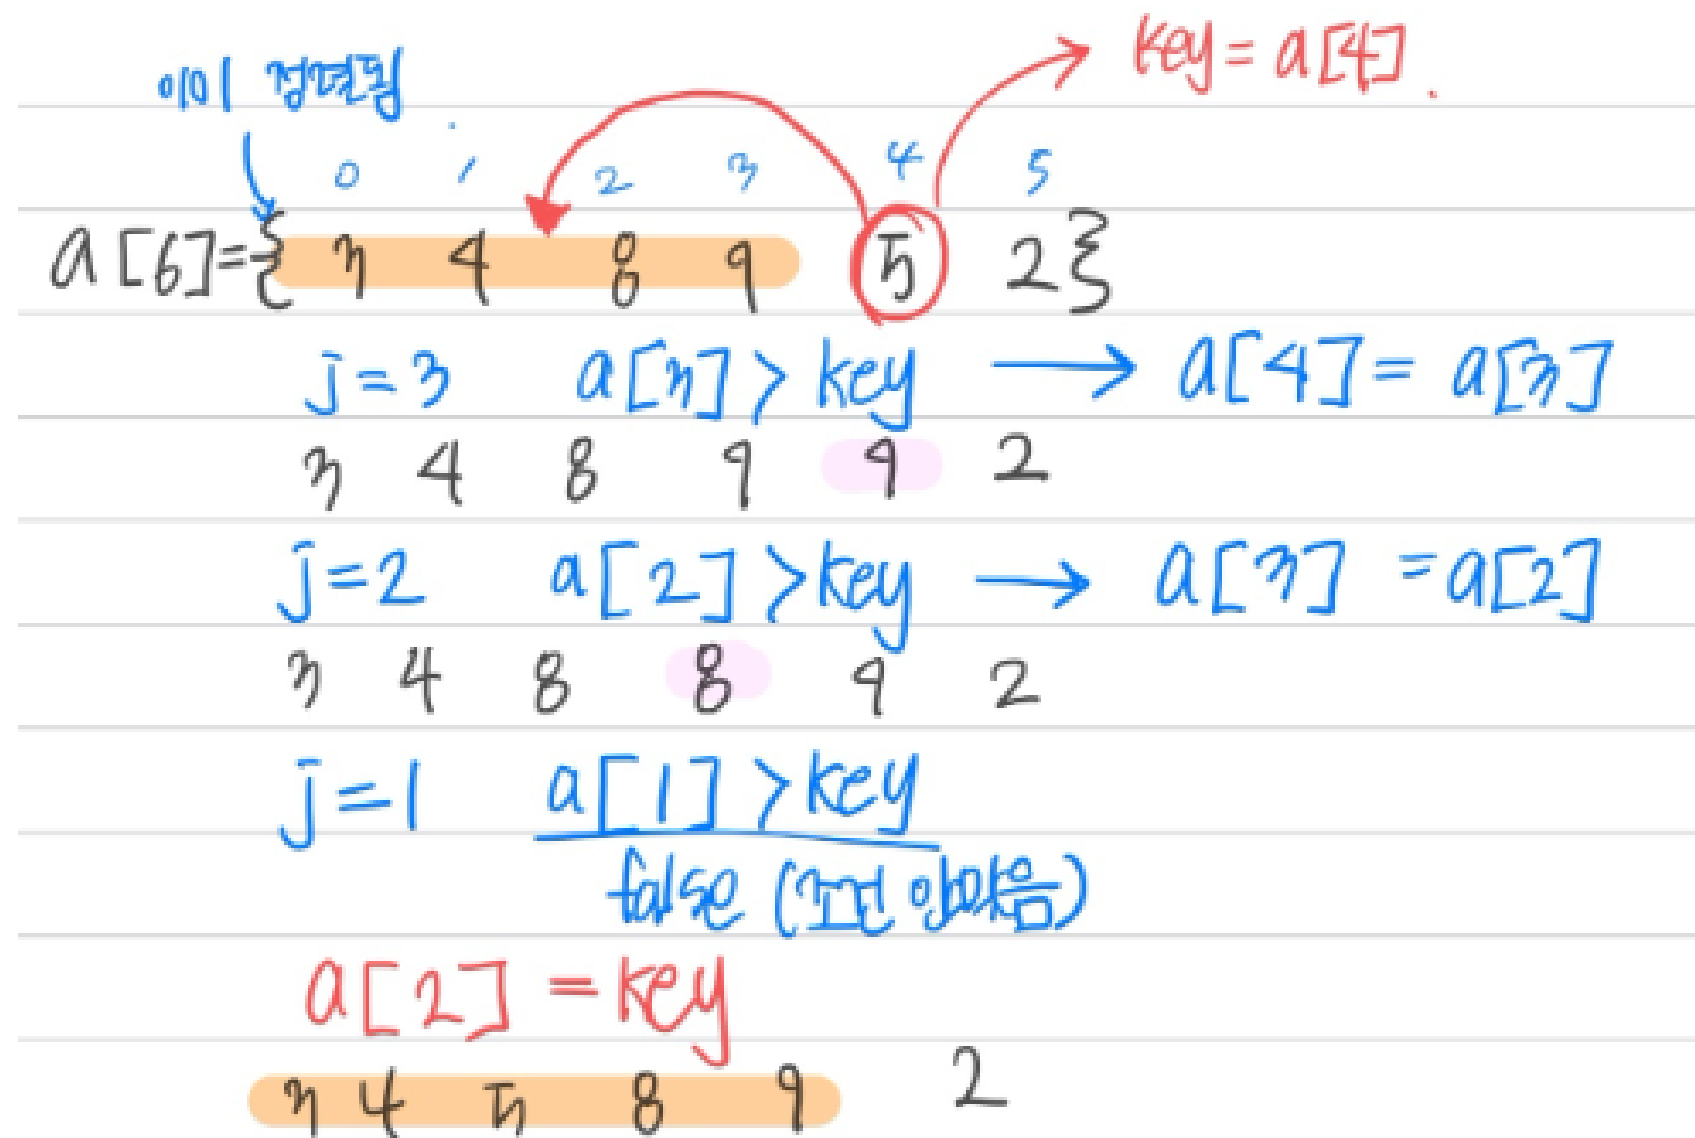 key = a[4].
이미 정렬됨
0 1 2 3 4 5
a[6]={ 3 4 8 9 5 2}
j=3 a[3] > key → a[4] = a[3]
3 4 8 9 9 2
j=2 a[2] > key → a[3] = a[2]
3 4 8 8 9 2
j=1 a[1] > key
false (조건 안맞음)
a[2] = key
3 4 5 8 9 2